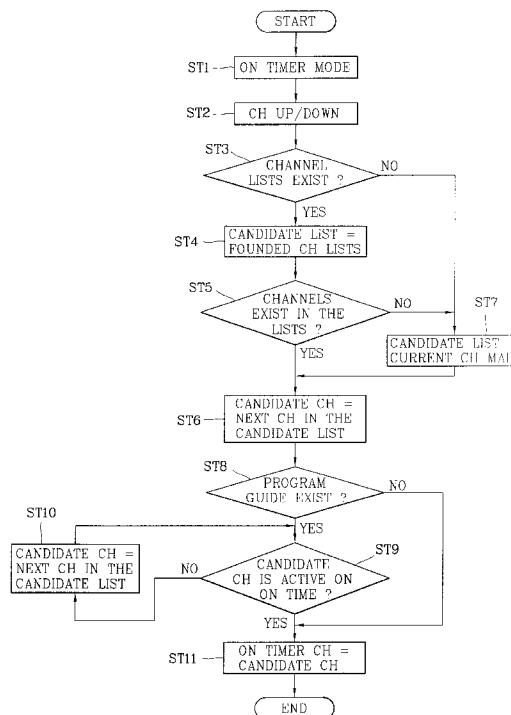 START
ST1
ON TIMER MODE
ST2
CH UP/DOWN
ST3
CHANNEL
LISTS EXIST ?
NO
YES
ST4
CANDIDATE LIST =
FOUNDED CH LISTS
ST5
CHANNELS
EXIST IN THE
LISTS ?
NO
YES
ST7
CANDIDATE LIST
CURRENT CH MAP
ST6
CANDIDATE CH =
NEXT CH IN THE
CANDIDATE LIST
ST8
PROGRAM
GUIDE EXIST ?
NO
YES
ST10
CANDIDATE CH =
NEXT CH IN THE
CANDIDATE LIST
NO
ST9
CANDIDATE
CH IS ACTIVE ON
ON TIME ?
YES
ST11
ON TIMER CH =
CANDIDATE CH
END